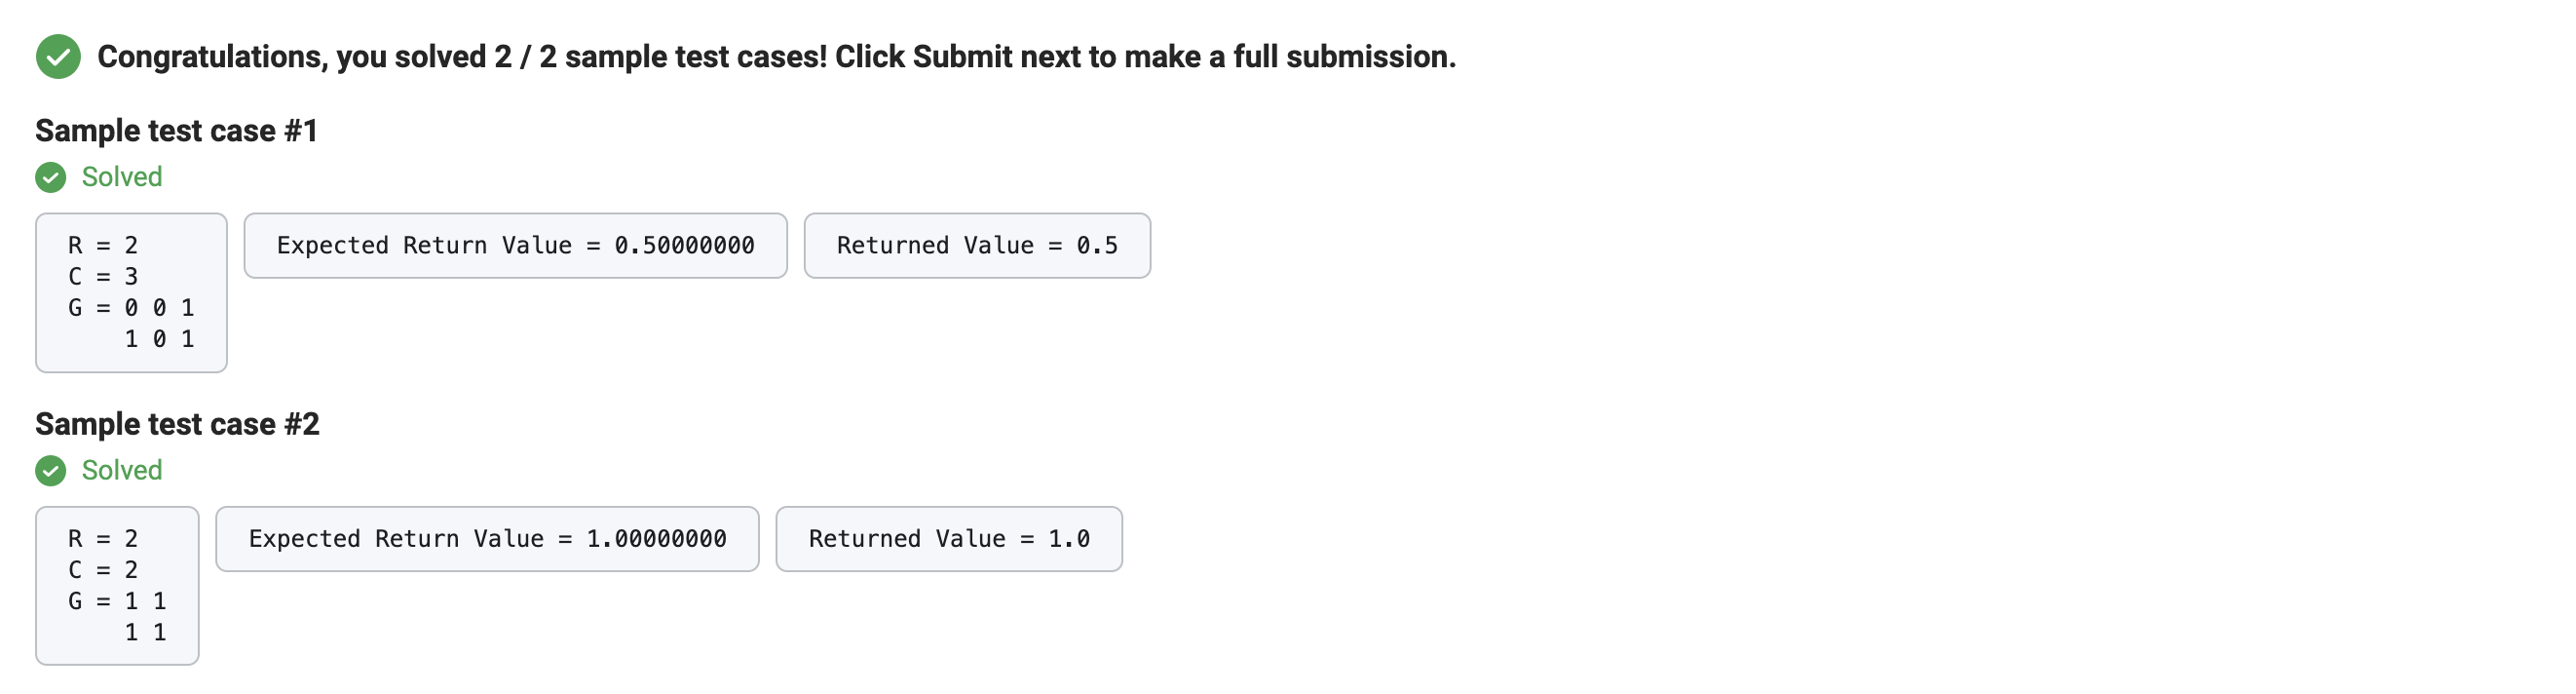 Congratulations, you solved 2 / 2 sample test cases! Click Submit next to make a full submission.
Sample test case #1
Solved
R = 2
C = 3
G = 0 0 1
1 0 1
Expected Return Value = 0.50000000
Returned Value = 0.5
Sample test case #2
Solved
R = 2
C = 2
G = 1 1
1 1
Expected Return Value = 1.00000000
Returned Value = 1.0